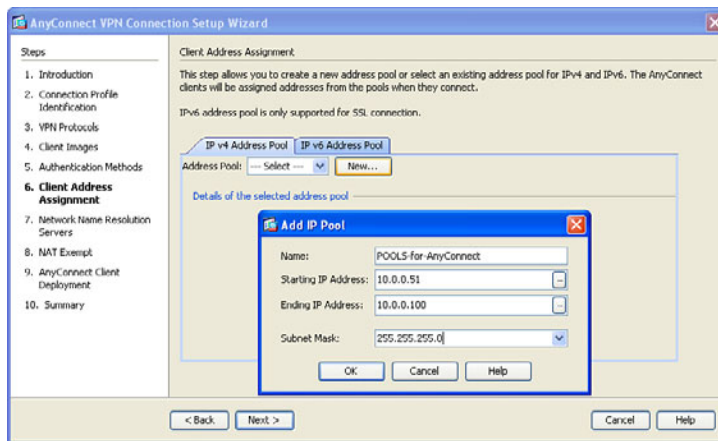 AnyConnect VPN Connection Setup Wizard
Steps
1. Introduction
2. Connection Profile
Identification
3. VPN Protocols
4. Client Images
5. Authentication Methods
6. Client Address
Assignment
7. Network Name Resolution
Servers
8. NAT Exempt
9. AnyConnect Client
Deployment
10. Summary
Client Address Assignment
This step allows you to create a new address pool or select an existing address pool for IPv4 and IPv6. The AnyConnect
clients will be assigned addresses from the pools when they connect.
IPv6 address pool is only supported for SSL connection.
IP v4 Address Pool IP v6 Address Pool
Address Pool: --- Select --- New...
Details of the selected address pool
Add IP Pool
Name: POOLS-for-AnyConnect
Starting IP Address: 10.0.0.51 ...
Ending IP Address: 10.0.0.100 ...
Subnet Mask: 255.255.255.0
OK Cancel Help
< Back Next > Cancel Help